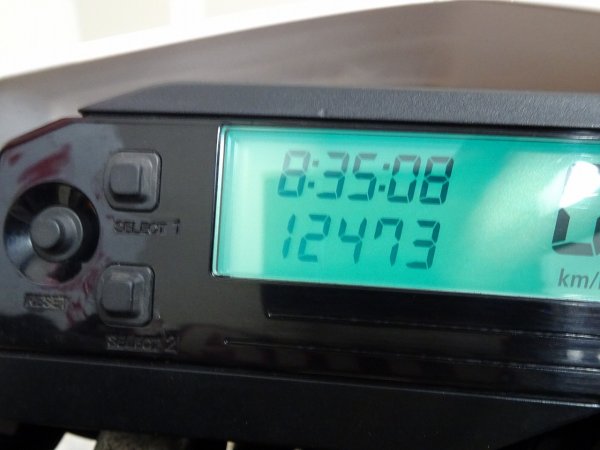 8:35:08
12473
km/
SELECT 1
RESET
SELECT 2